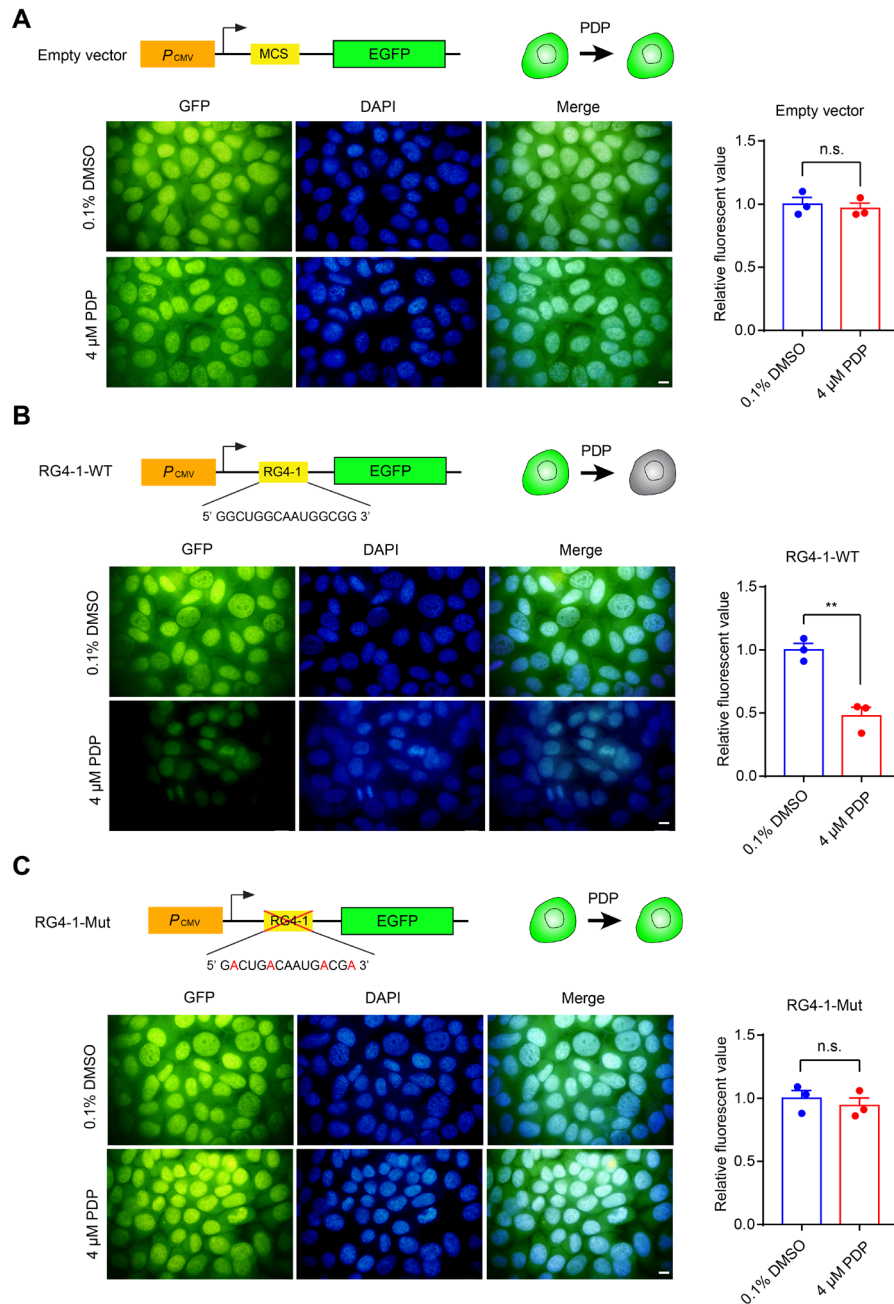 A
Empty vector
PCMV
MCS
EGFP
PDP
GFP
DAPI
Merge
0.1% DMSO
4 µM PDP
Empty vector
n.s.
Relative fluorescent value
1.5
1.0
0.5
0.0
0.1% DMSO
4 µM PDP
B
RG4-1-WT
PCMV
RG4-1
EGFP
PDP
5′ GGCUGGCAAUGGCGG 3′
GFP
DAPI
Merge
0.1% DMSO
4 µM PDP
RG4-1-WT
**
Relative fluorescent value
1.5
1.0
0.5
0.0
0.1% DMSO
4 µM PDP
C
RG4-1-Mut
PCMV
RG4-1
EGFP
PDP
5′ GACUGACAAUGACGA 3′
GFP
DAPI
Merge
0.1% DMSO
4 µM PDP
RG4-1-Mut
n.s.
Relative fluorescent value
1.5
1.0
0.5
0.0
0.1% DMSO
4 µM PDP